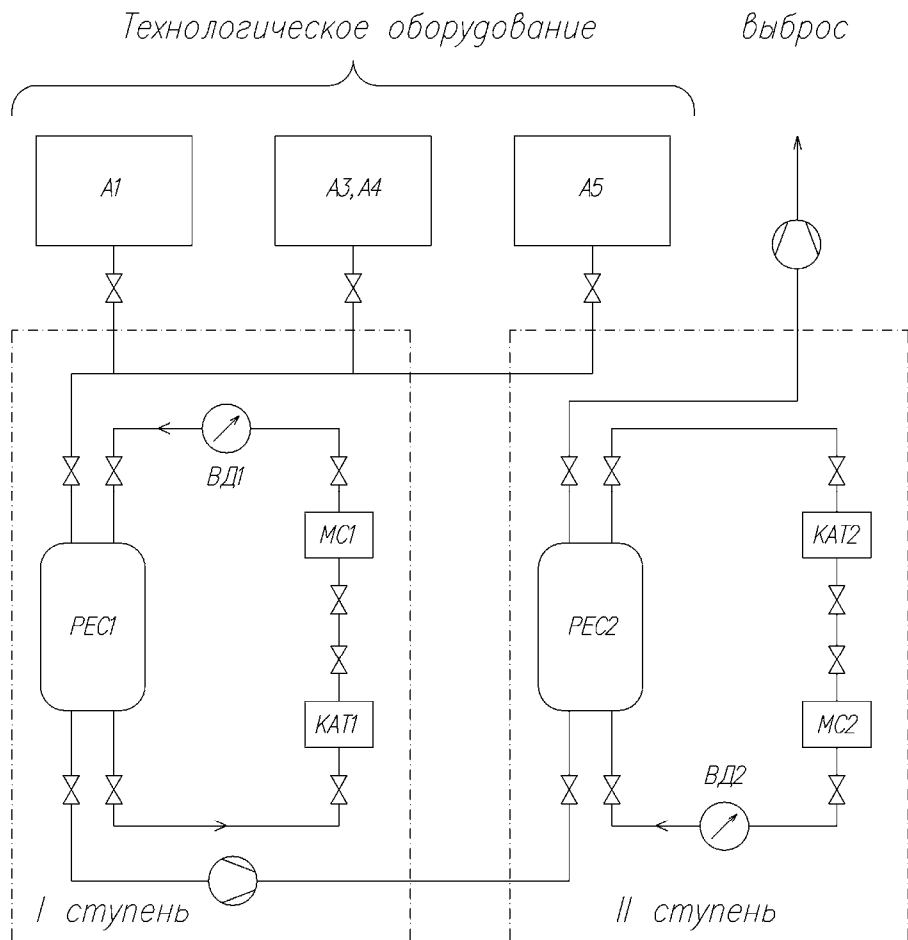 Технологическое оборудование
выброс
А1
А3,А4
А5
ВД1
МС1
КАТ2
РЕС1
РЕС2
КАТ1
МС2
ВД2
I ступень
II ступень